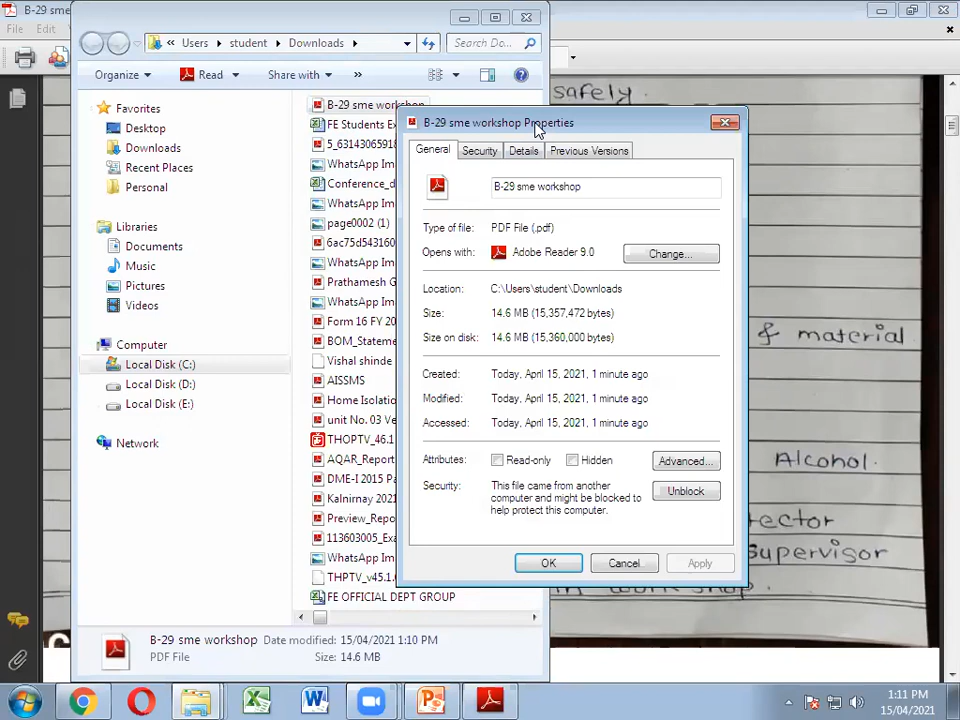 B-29 sme
File
Edit
Users
student
Downloads
Search Do...
Organize
Read
Share with
safely
Favorites
Desktop
Downloads
Recent Places
Personal
Libraries
Documents
Music
Pictures
Videos
Computer
Local Disk (C:)
Local Disk (D:)
Local Disk (E:)
Network
B-29 sme workshop
FE Students Ex
5_6314306591
WhatsApp Im
Conference_d
WhatsApp Im
page0002 (1)
6ac75d543160
WhatsApp Im
Prathamesh G
WhatsApp Im
Form 16 FY 20
BOM_Stateme
Vishal shinde
AISSMS
Home Isolatio
unit No. 03 Ve
THOPTV_46.1
AQAR_Report
DME-I 2015 Pa
Kalnirnay 202
Preview_Repo
113603005_Exa
WhatsApp Im
THPTV_v45.1
FE OFFICIAL DEPT GROUP
B-29 sme workshop Properties
General
Security
Details
Previous Versions
B-29 sme workshop
Type of file: PDF File (.pdf)
Opens with: Adobe Reader 9.0 Change...
Location: C:\Users\student\Downloads
Size: 14.6 MB (15,357,472 bytes)
Size on disk: 14.6 MB (15,360,000 bytes)
Created: Today, April 15, 2021, 1 minute ago
Modified: Today, April 15, 2021, 1 minute ago
Accessed: Today, April 15, 2021, 1 minute ago
Attributes: Read-only Hidden Advanced...
Security: This file came from another
computer and might be blocked to
help protect this computer.
Unblock
OK Cancel Apply
& material
Alcohol.
rector
Supervisor
in workshop.
B-29 sme workshop Date modified: 15/04/2021 1:10 PM
PDF File Size: 14.6 MB
1:11 PM
15/04/2021